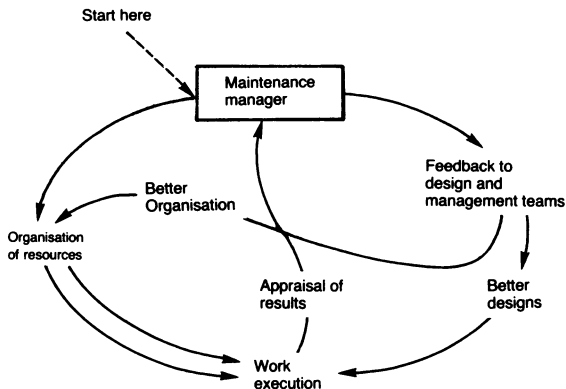 Start here
Maintenance
manager
Feedback to
design and
management teams
Better
Organisation
Organisation
of resources
Appraisal of
results
Better
designs
Work
execution